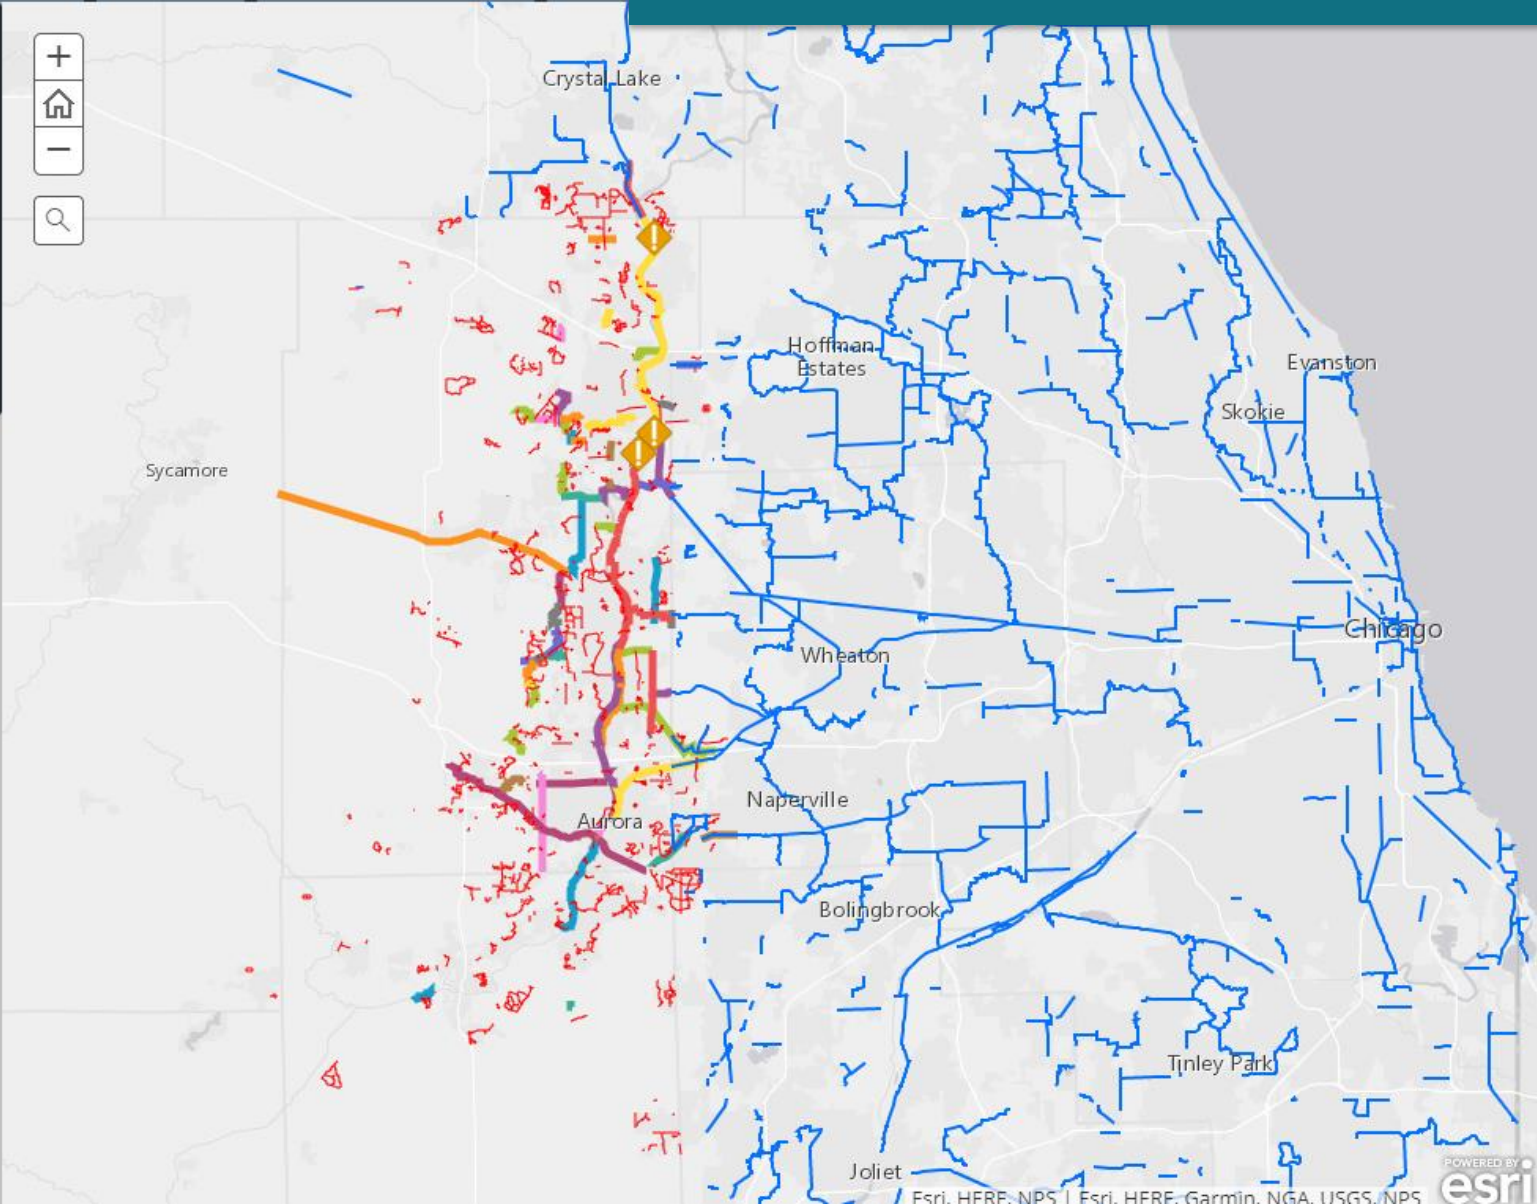 +
−
Crystal Lake
Hoffman
Estates
Evanston
Skokie
Sycamore
Chicago
Wheaton
Naperville
Aurora
Bolingbrook
Tinley Park
Joliet
POWERED BY
esri
Esri, HERE, NPS | Esri, HERE, Garmin, NGA, USGS, NPS